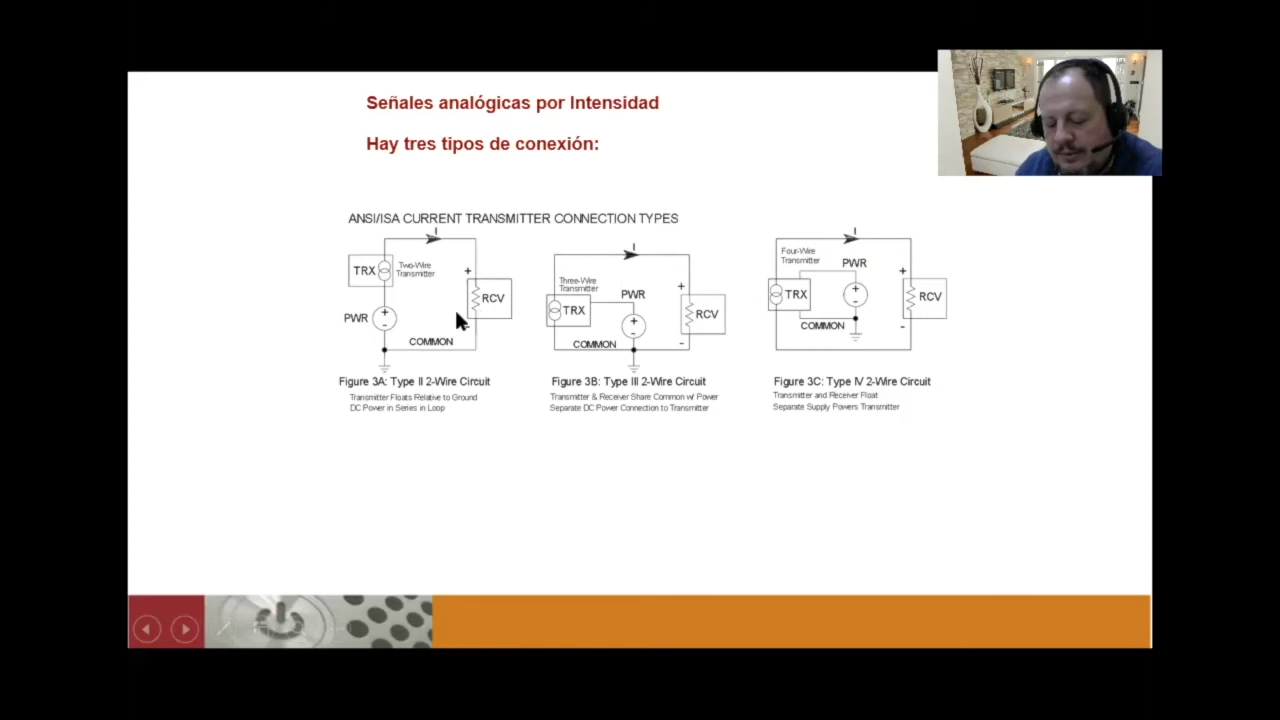 Señales analógicas por Intensidad
Hay tres tipos de conexión:
ANSI/ISA CURRENT TRANSMITTER CONNECTION TYPES
I
TRX
Two-Wire
Transmitter
+
RCV
PWR
+
-
-
COMMON
Figure 3A: Type II 2-Wire Circuit
Transmitter Floats Relative to Ground
DC Power in Series in Loop
I
Three-Wire
Transmitter
TRX
PWR
+
-
+
RCV
-
COMMON
Figure 3B: Type III 2-Wire Circuit
Transmitter & Receiver Share Common w/ Power
Separate DC Power Connection to Transmitter
I
Four-Wire
Transmitter
PWR
TRX
+
-
+
RCV
-
COMMON
Figure 3C: Type IV 2-Wire Circuit
Transmitter and Receiver Float
Separate Supply Powers Transmitter